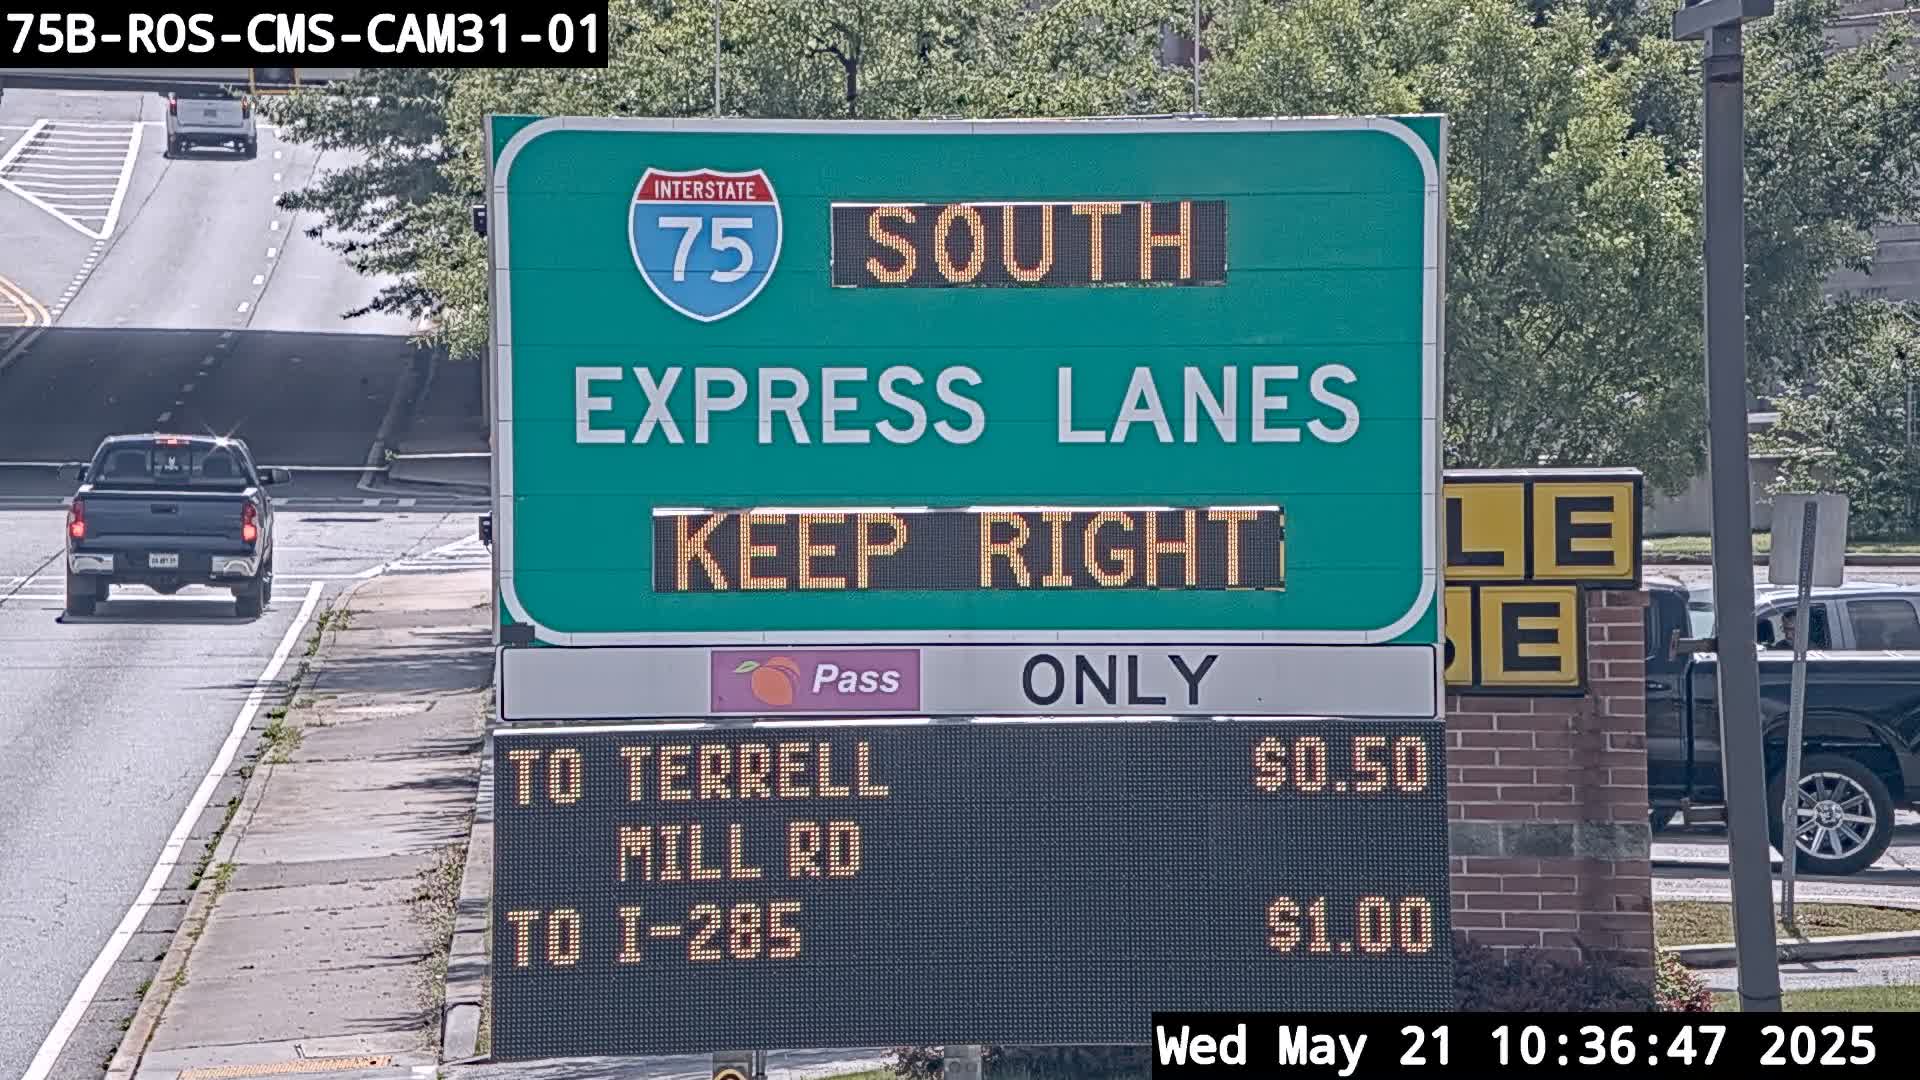 75B-ROS-CMS-CAM31-01
INTERSTATE
75
SOUTH
EXPRESS LANES
KEEP RIGHT
Pass ONLY
TO TERRELL $0.50
MILL RD
TO I-285 $1.00
LE
E
Wed May 21 10:36:47 2025